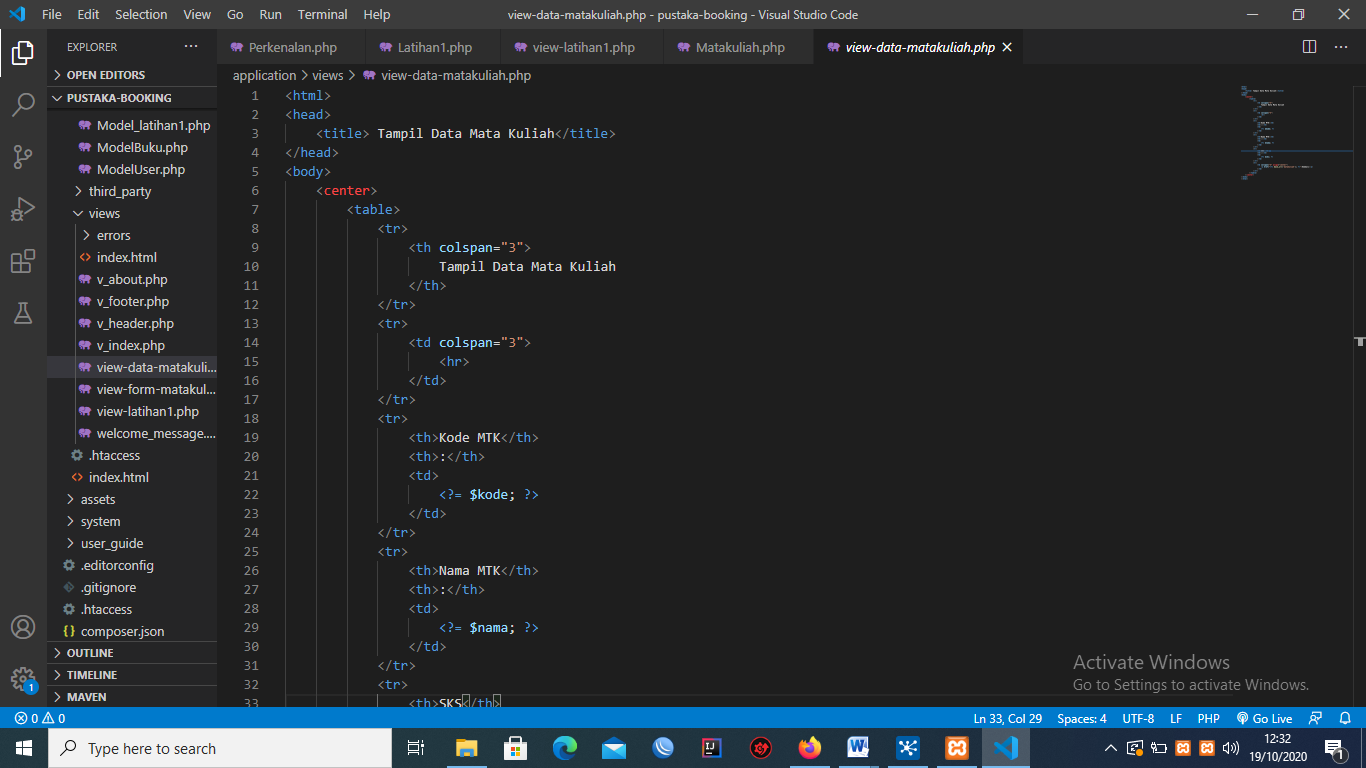 File Edit Selection View Go Run Terminal Help
view-data-matakuliah.php - pustaka-booking - Visual Studio Code
EXPLORER
OPEN EDITORS
PUSTAKA-BOOKING
Model_latihan1.php
ModelBuku.php
ModelUser.php
third_party
views
errors
index.html
v_about.php
v_footer.php
v_header.php
v_index.php
view-data-matakuli...
view-form-matakul...
view-latihan1.php
welcome_message....
.htaccess
index.html
assets
system
user_guide
.editorconfig
.gitignore
.htaccess
composer.json
OUTLINE
TIMELINE
MAVEN
1
Perkenalan.php Latihan1.php view-latihan1.php Matakuliah.php view-data-matakuliah.php
application > views > view-data-matakuliah.php
1 <html>
2 <head>
3 <title> Tampil Data Mata Kuliah</title>
4 </head>
5 <body>
6 <center>
7 <table>
8 <tr>
9 <th colspan="3">
10 Tampil Data Mata Kuliah
11 </th>
12 </tr>
13 <tr>
14 <td colspan="3">
15 <hr>
16 </td>
17 </tr>
18 <tr>
19 <th>Kode MTK</th>
20 <th>:</th>
21 <td>
22 <?= $kode; ?>
23 </td>
24 </tr>
25 <tr>
26 <th>Nama MTK</th>
27 <th>:</th>
28 <td>
29 <?= $nama; ?>
30 </td>
31 </tr>
32 <tr>
33 <th>SKS</th>
Activate Windows
Go to Settings to activate Windows.
0 0
Ln 33, Col 29 Spaces: 4 UTF-8 LF PHP Go Live
Type here to search
12:32
19/10/2020
1